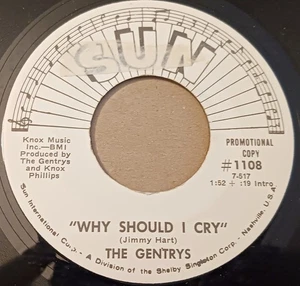 SUN
Knox Music
Inc.—BMI
Produced by
The Gentrys
and Knox
Phillips
PROMOTIONAL
COPY
#1108
7-517
1:52 + :19 Intro
"WHY SHOULD I CRY"
(Jimmy Hart)
THE GENTRYS
Sun International Corp. - A Division of the Shelby Singleton Corp. - Nashville, U.S.A.